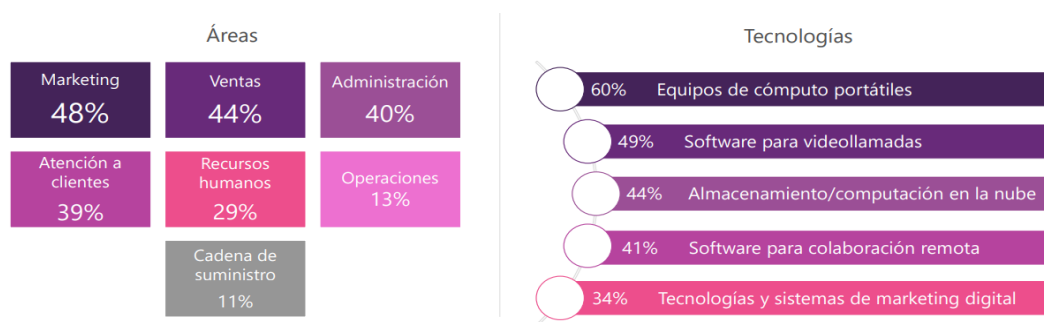 Áreas
Marketing
48%
Ventas
44%
Administración
40%
Atención a
clientes
39%
Recursos
humanos
29%
Operaciones
13%
Cadena de
suministro
11%
Tecnologías
60% Equipos de cómputo portátiles
49% Software para videollamadas
44% Almacenamiento/computación en la nube
41% Software para colaboración remota
34% Tecnologías y sistemas de marketing digital